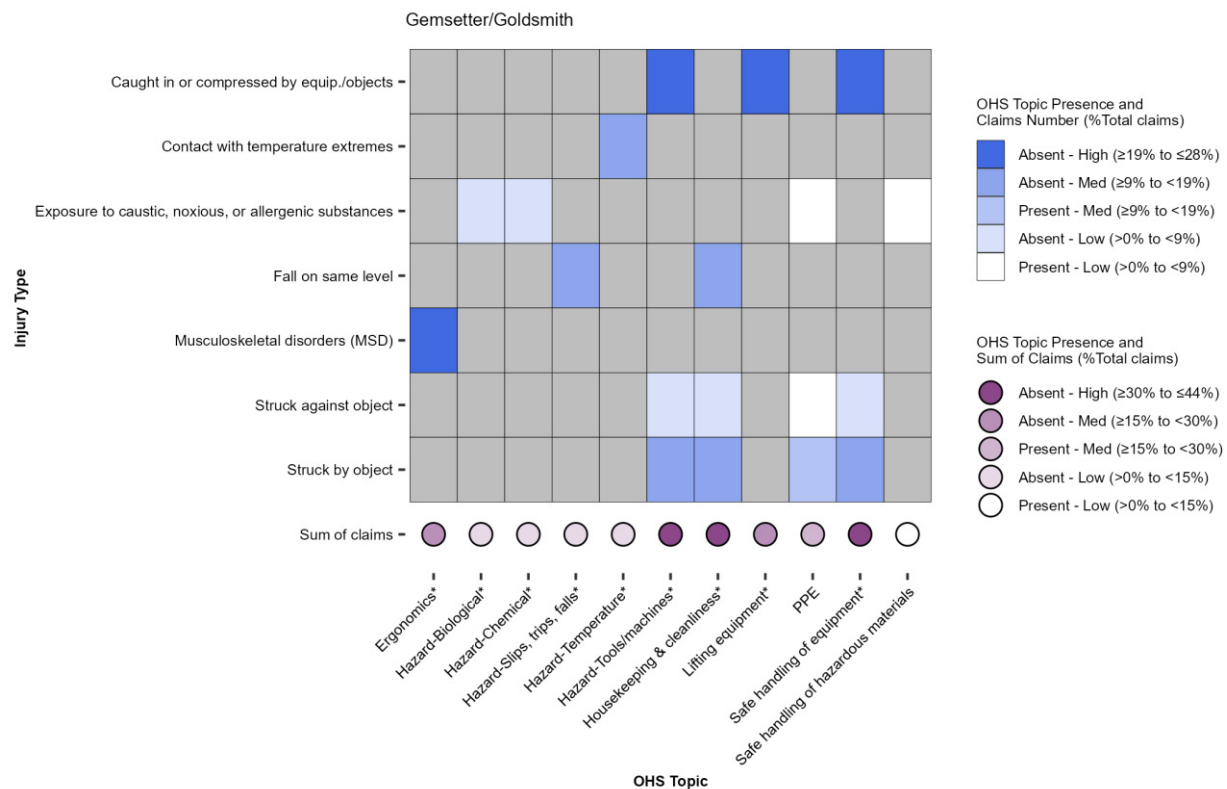 Gemsetter/Goldsmith
Caught in or compressed by equip./objects
Contact with temperature extremes
Exposure to caustic, noxious, or allergenic substances
Fall on same level
Musculoskeletal disorders (MSD)
Struck against object
Struck by object
Sum of claims
Injury Type
Ergonomics*
Hazard-Biological*
Hazard-Chemical*
Hazard-Slips, trips, falls*
Hazard-Temperature*
Hazard-Tools/machines*
Housekeeping & cleanliness*
Lifting equipment*
PPE
Safe handling of equipment*
Safe handling of hazardous materials
OHS Topic
OHS Topic Presence and
Claims Number (%Total claims)
Absent - High (≥19% to ≤28%)
Absent - Med (≥9% to <19%)
Present - Med (≥9% to <19%)
Absent - Low (>0% to <9%)
Present - Low (>0% to <9%)
OHS Topic Presence and
Sum of Claims (%Total claims)
Absent - High (≥30% to ≤44%)
Absent - Med (≥15% to <30%)
Present - Med (≥15% to <30%)
Absent - Low (>0% to <15%)
Present - Low (>0% to <15%)